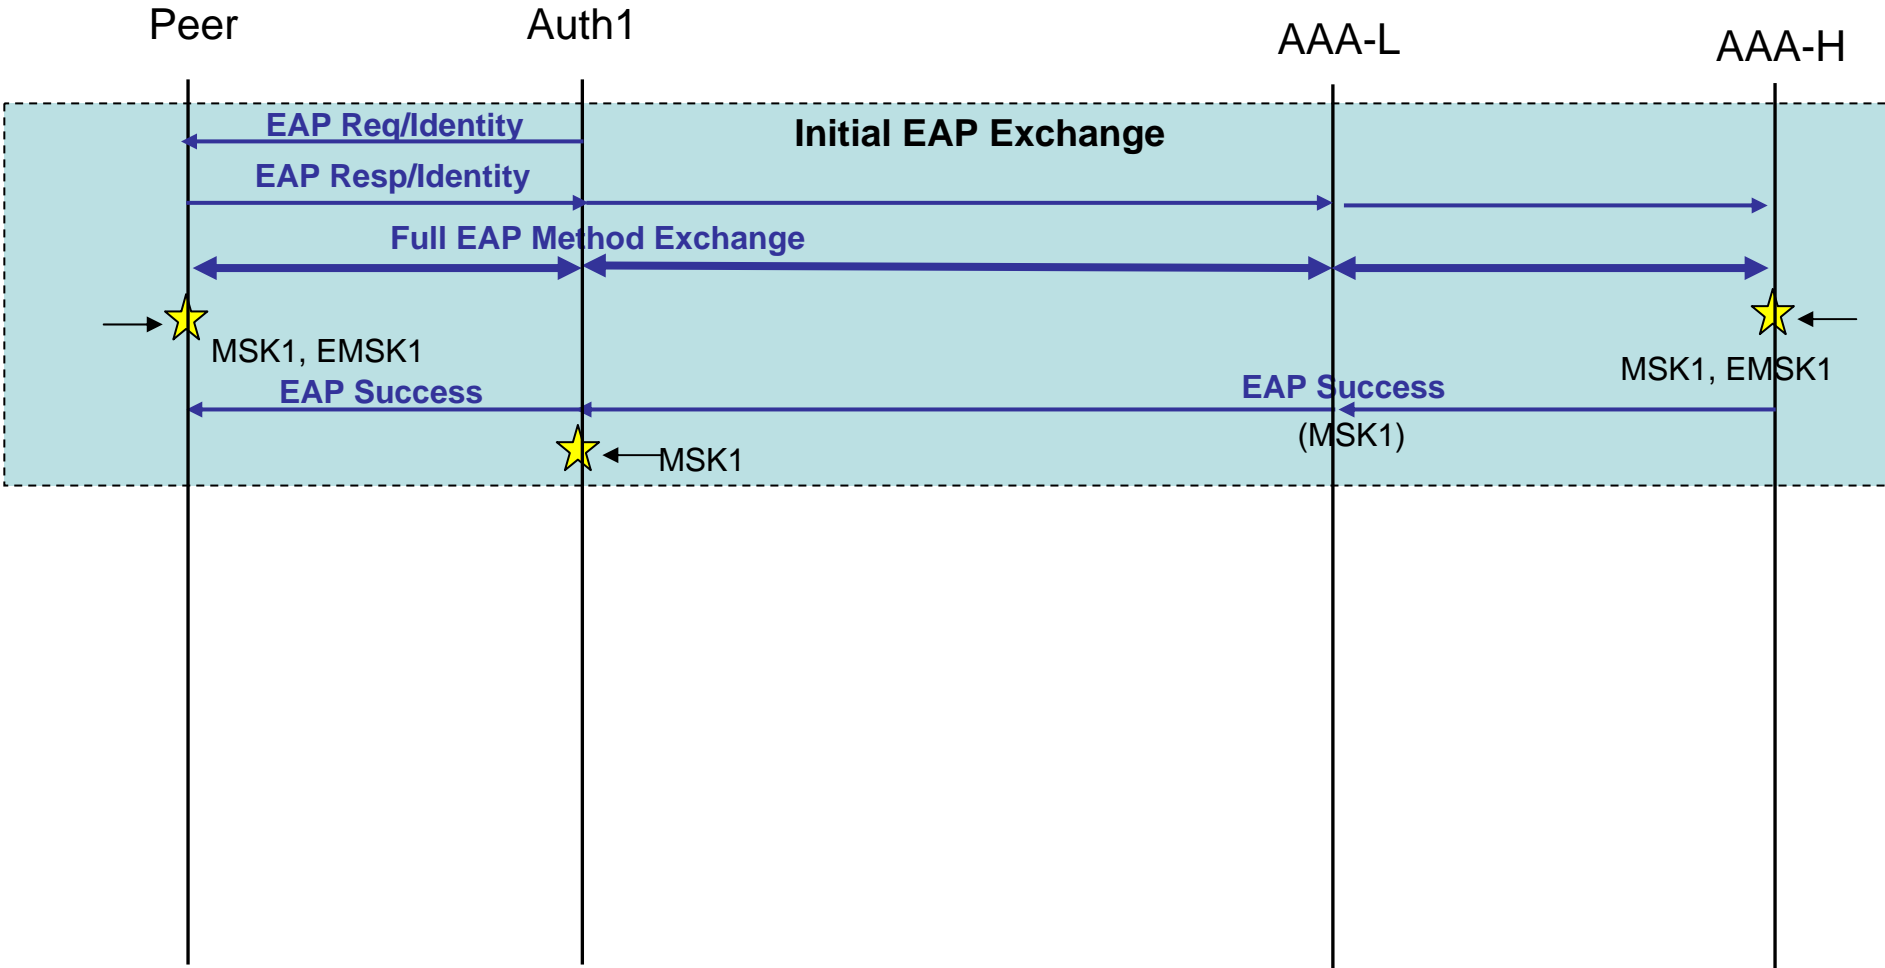 Peer
Auth1
AAA-L
AAA-H
EAP Req/Identity
Initial EAP Exchange
EAP Resp/Identity
Full EAP Method Exchange
MSK1, EMSK1
MSK1, EMSK1
EAP Success
EAP Success
(MSK1)
MSK1